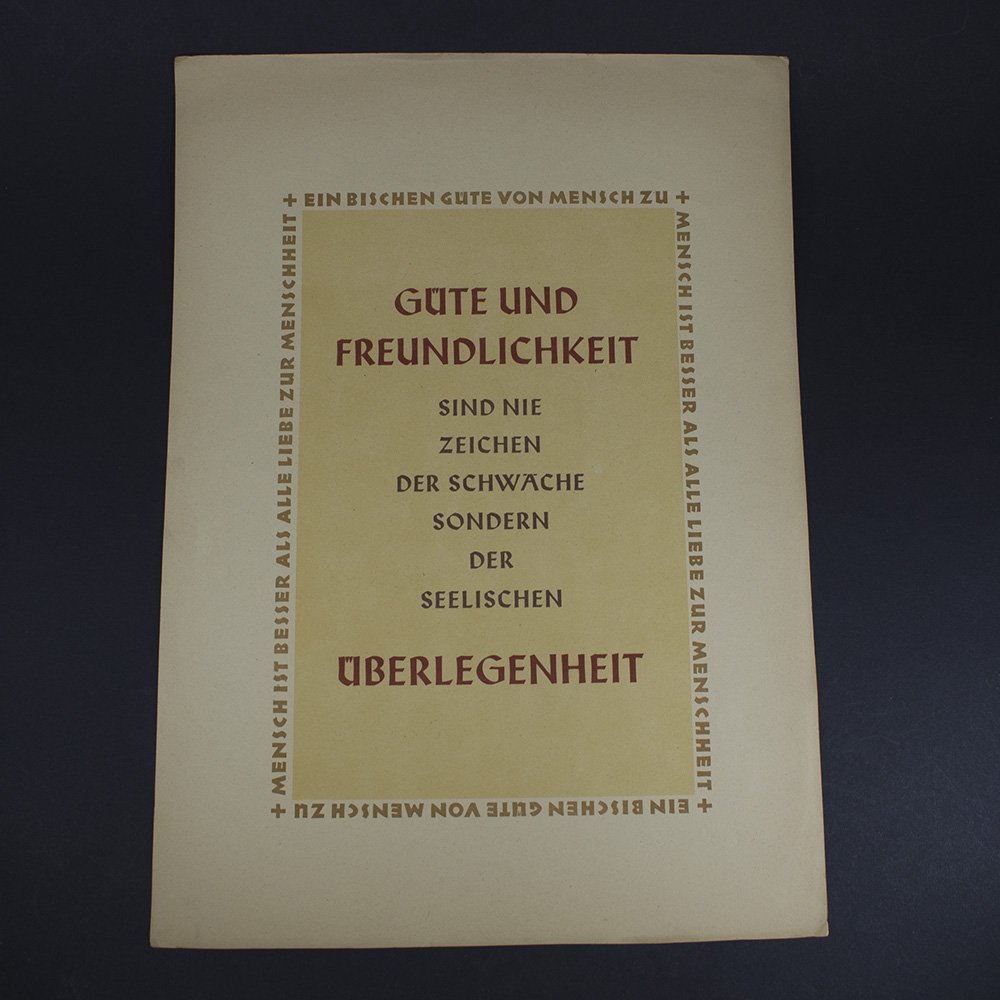 + EIN BISCHEN GÜTE VON MENSCH ZU +
MENSCH IST BESSER ALS ALLE LIEBE ZUR MENSCHHEIT
+ EIN BISCHEN GÜTE VON MENSCH ZU +
MENSCH IST BESSER ALS ALLE LIEBE ZUR MENSCHHEIT
GÜTE UND
FREUNDLICHKEIT
SIND NIE
ZEICHEN
DER SCHWÄCHE
SONDERN
DER
SEELISCHEN
ÜBERLEGENHEIT